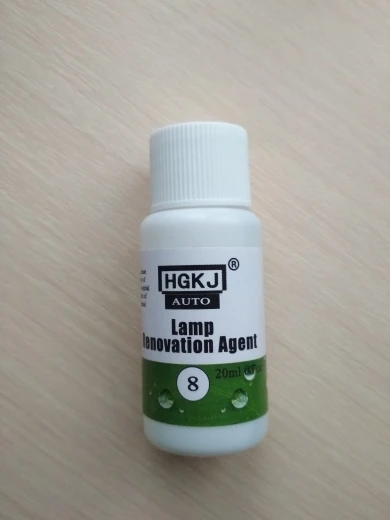 HGKJ ®
AUTO
Lamp
Renovation Agent
8
20ml